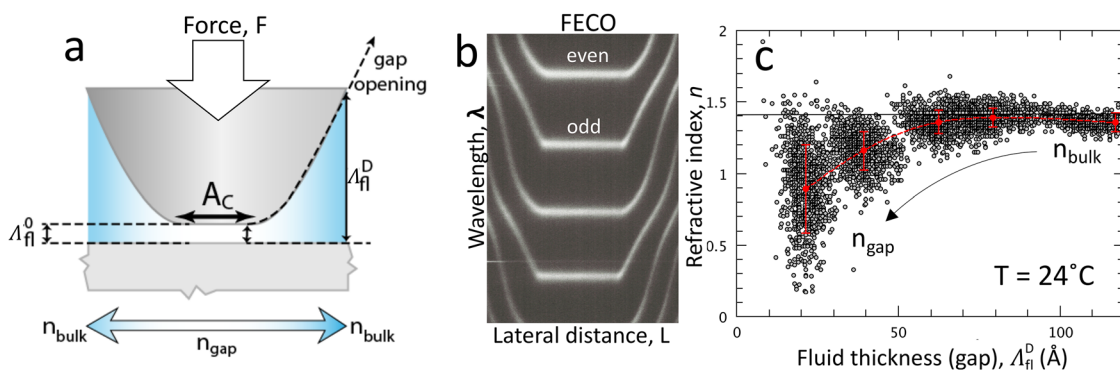 a
Force, F
gap
opening
A_C
Λ_fl^0
Λ_fl^D
n_bulk
n_gap
n_bulk
b
FECO
even
odd
Wavelength, λ
Lateral distance, L
c
Refractive index, n
2
1.5
1
0.5
0
n_bulk
n_gap
T = 24˚C
0
50
100
Fluid thickness (gap), Λ_fl^D (Å)